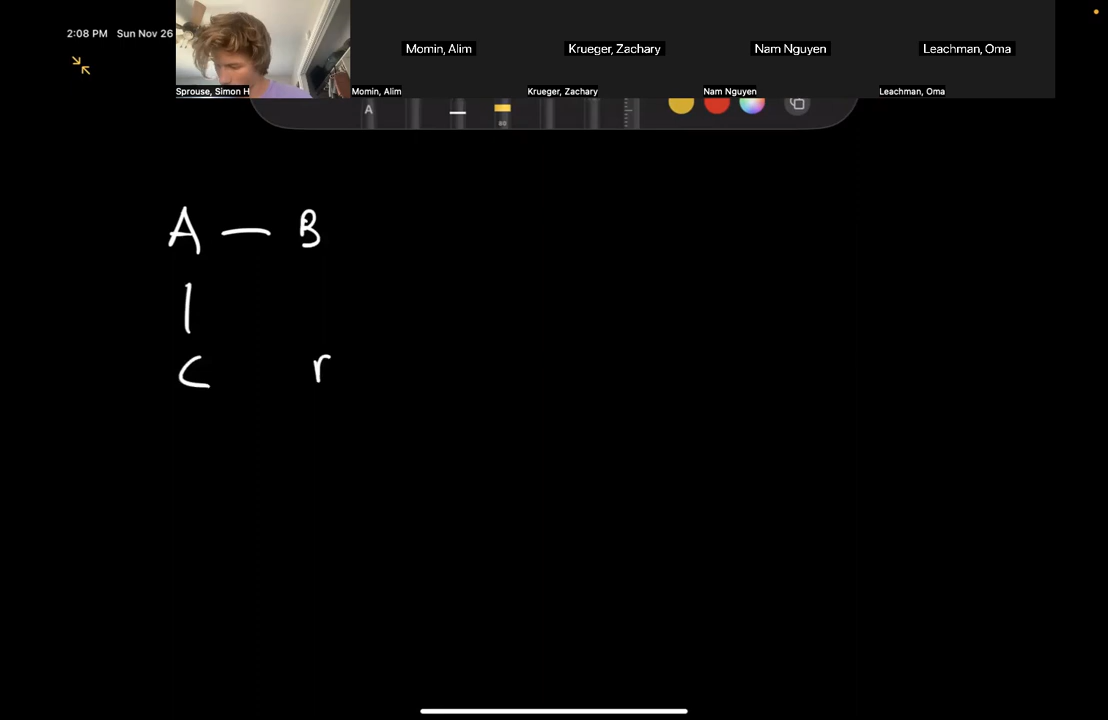 2:08 PM Sun Nov 26
Momin, Alim
Krueger, Zachary
Nam Nguyen
Leachman, Oma
Sprouse, Simon H
Momin, Alim
Krueger, Zachary
Nam Nguyen
Leachman, Oma
A
80
A — B
|
C r